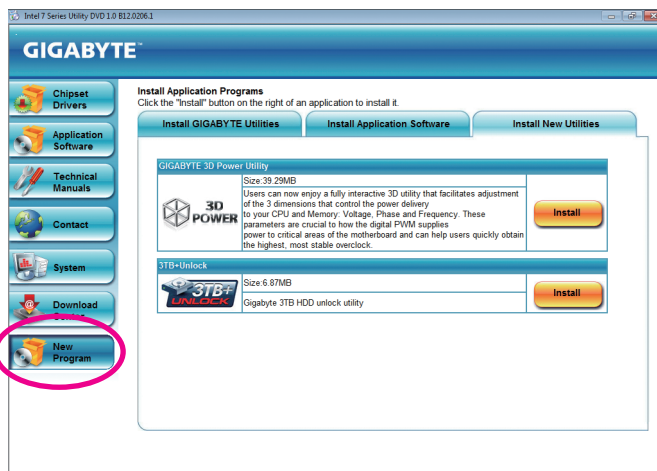 Intel 7 Series Utility DVD 1.0 B12.0206.1
GIGABYTE™
Chipset
Drivers
Application
Software
Technical
Manuals
Contact
System
Download
Center
New
Program
Install Application Programs
Click the "Install" button on the right of an application to install it.
Install GIGABYTE Utilities
Install Application Software
Install New Utilities
GIGABYTE 3D Power Utility
3D
POWER
Size:39.29MB
Users can now enjoy a fully interactive 3D utility that facilitates adjustment
of the 3 dimensions that control the power delivery
to your CPU and Memory: Voltage, Phase and Frequency. These
parameters are crucial to how the digital PWM supplies
power to critical areas of the motherboard and can help users quickly obtain
the highest, most stable overclock.
Install
3TB+Unlock
3TB+
UNLOCK
Size:6.87MB
Gigabyte 3TB HDD unlock utility
Install